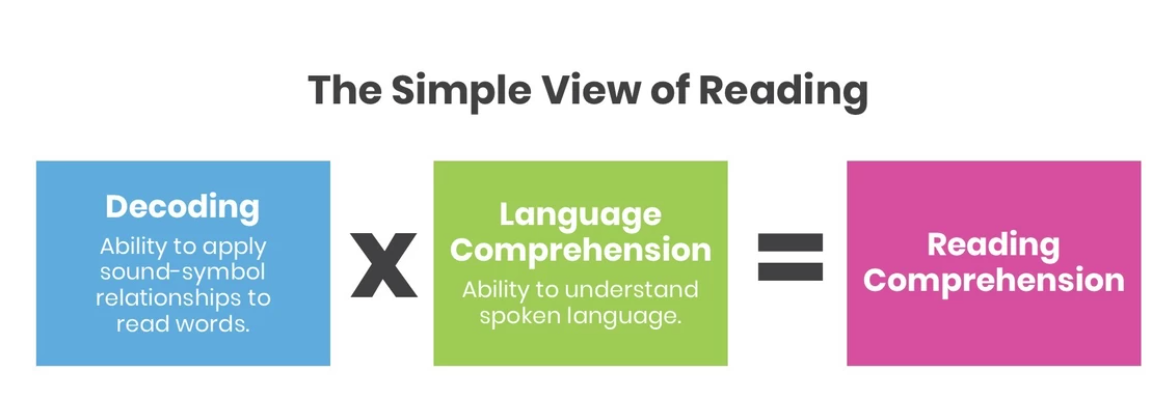 The Simple View of Reading
Decoding
Ability to apply
sound-symbol
relationships to
read words.
x
Language
Comprehension
Ability to understand
spoken language.
=
Reading
Comprehension